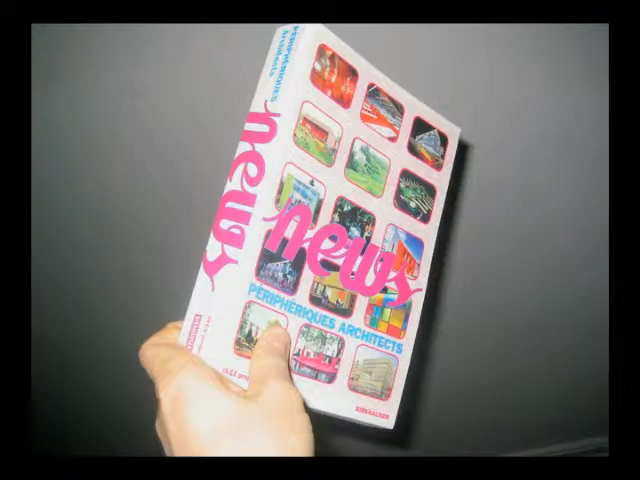 PÉRIPHÉRIQUES
Architects
news
news
PÉRIPHÉRIQUES ARCHITECTS
BIRKHÄUSER